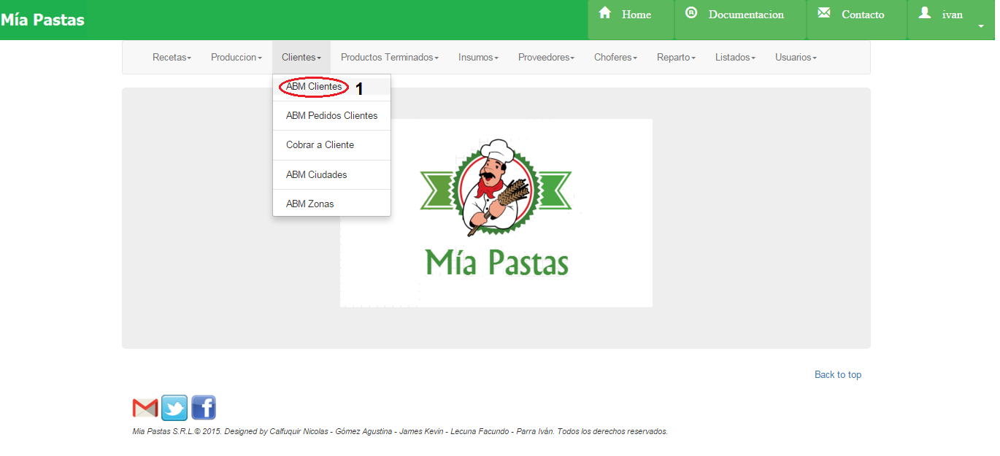 Mía Pastas
Home
Documentacion
Contacto
ivan
Recetas
Produccion
Clientes
Productos Terminados
Insumos
Proveedores
Choferes
Reparto
Listados
Usuarios
ABM Clientes 1
ABM Pedidos Clientes
Cobrar a Cliente
ABM Ciudades
ABM Zonas
Mía Pastas
Back to top
Mia Pastas S.R.L.© 2015. Designed by Calfuquir Nicolas - Gómez Agustina - James Kevin - Lecuna Facundo - Parra Iván. Todos los derechos reservados.